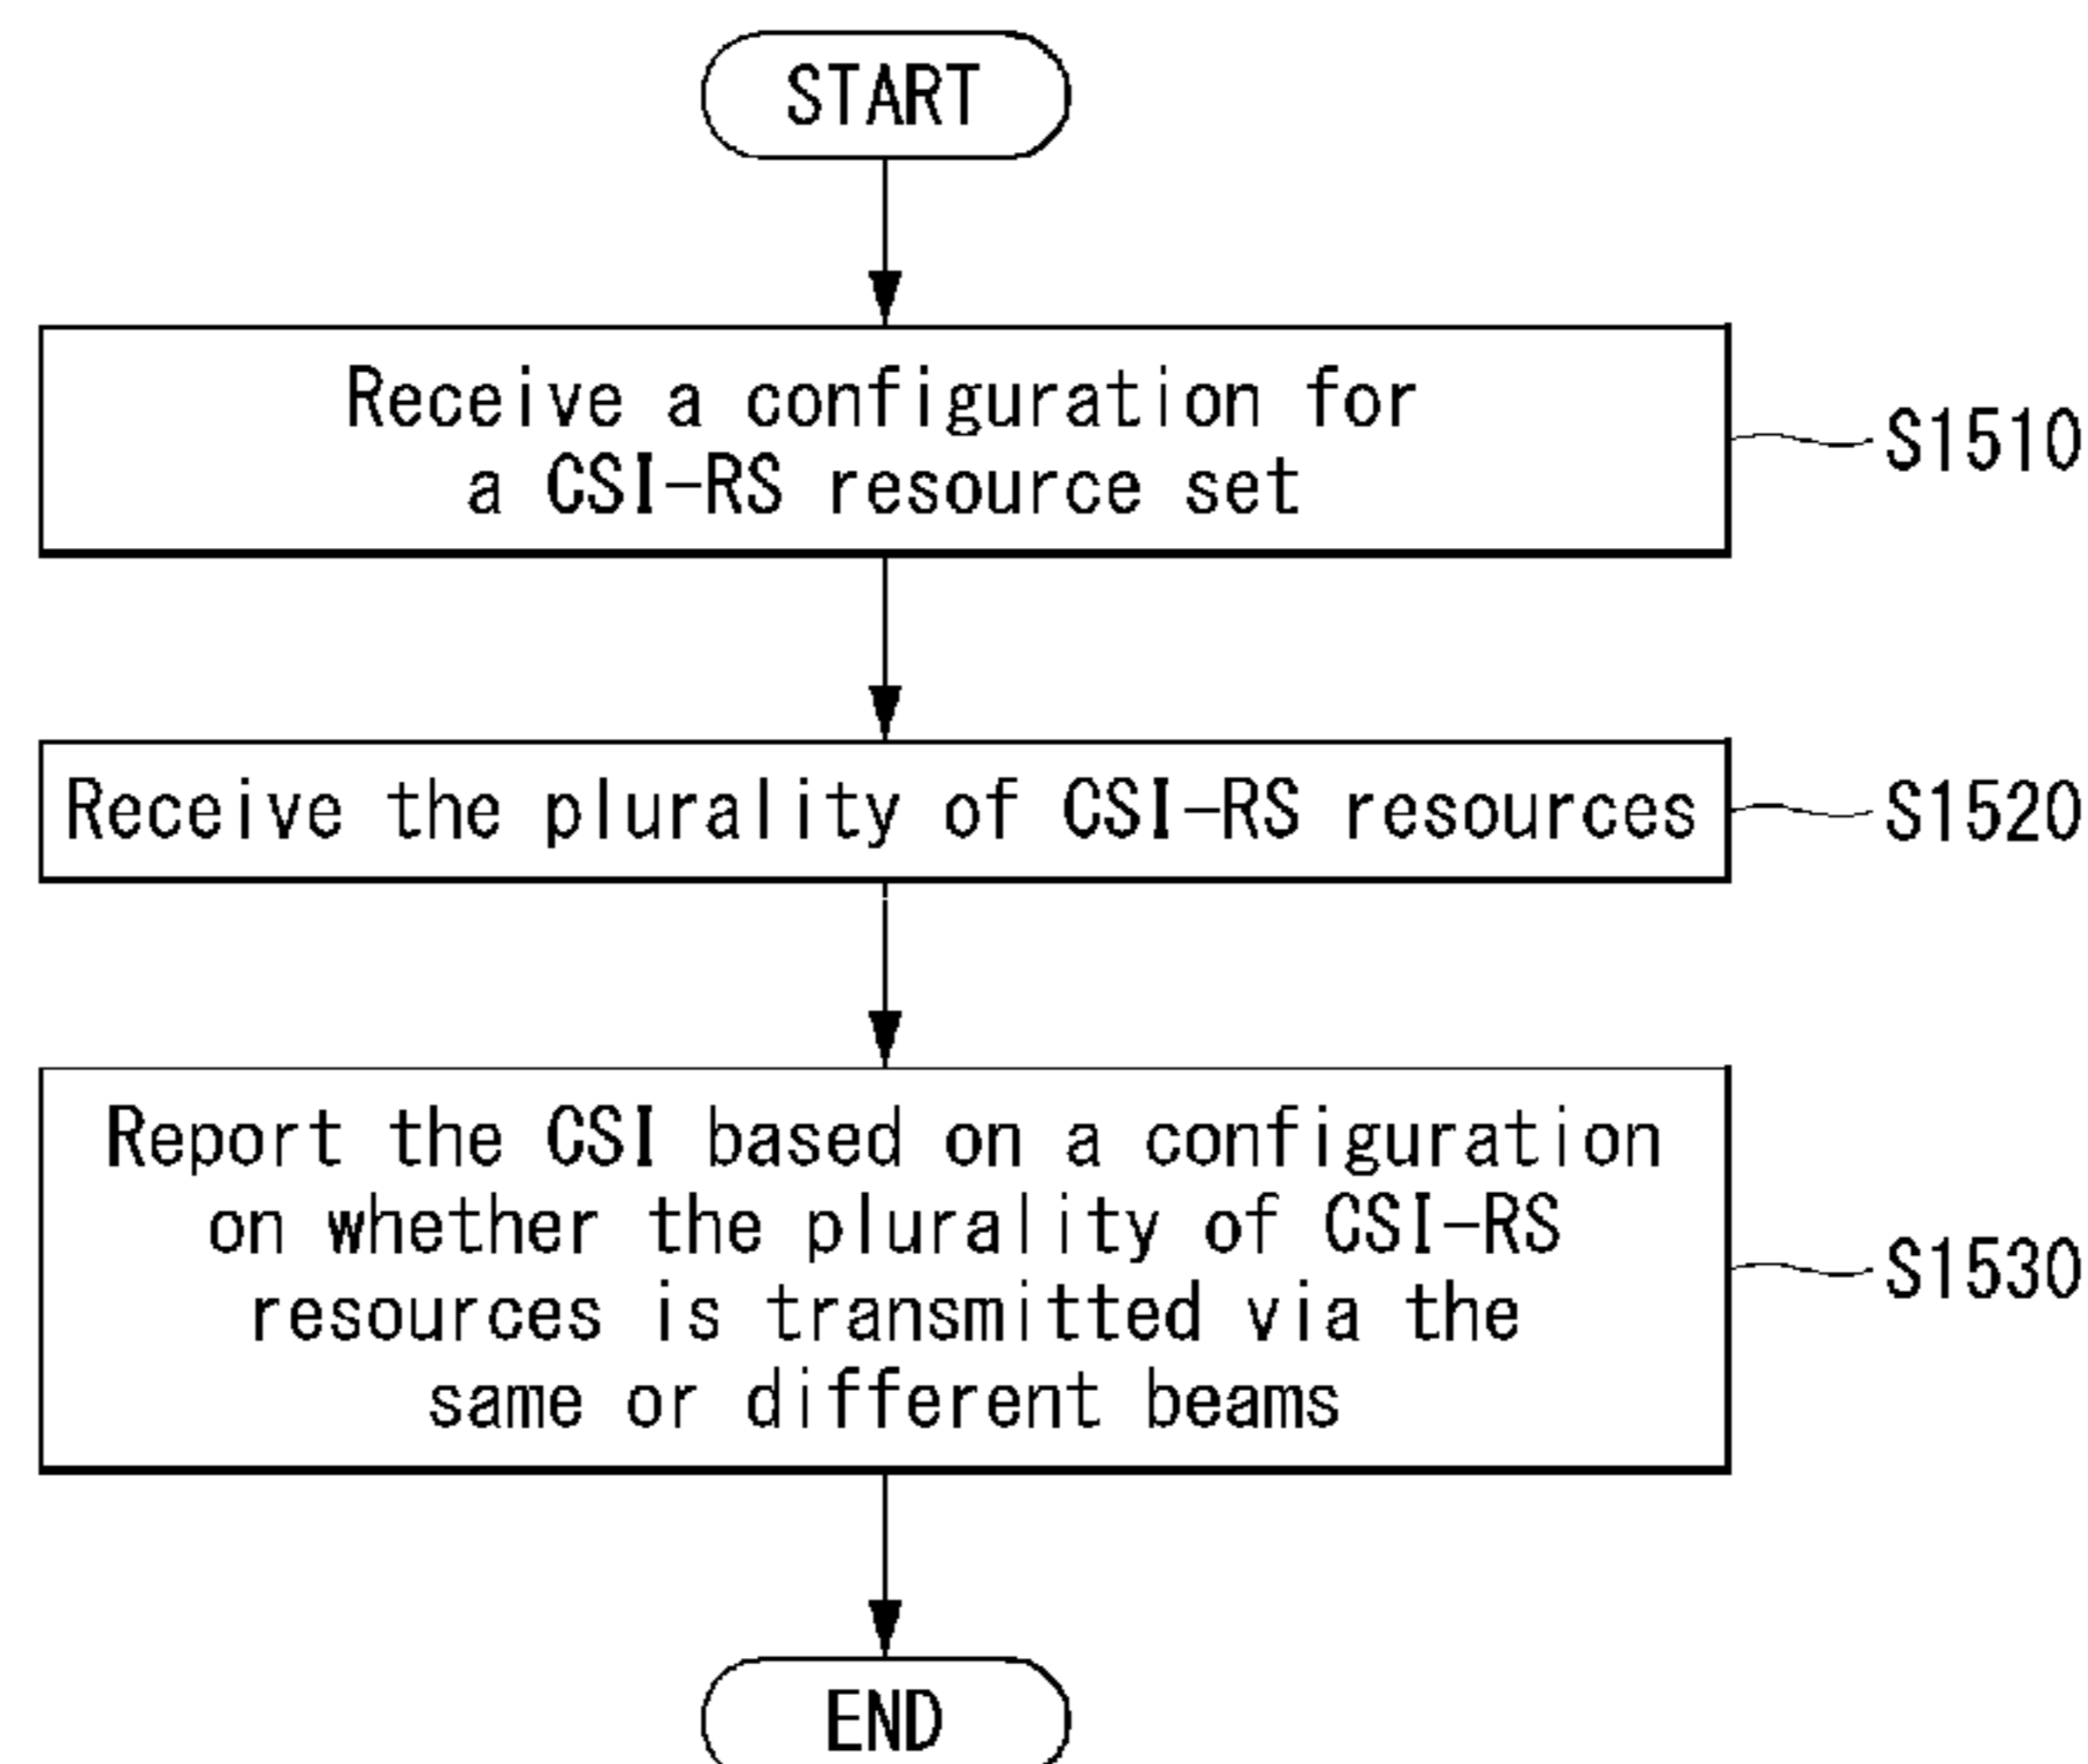 START
Receive a configuration for
a CSI-RS resource set
S1510
Receive the plurality of CSI-RS resources
S1520
Report the CSI based on a configuration
on whether the plurality of CSI-RS
resources is transmitted via the
same or different beams
S1530
END